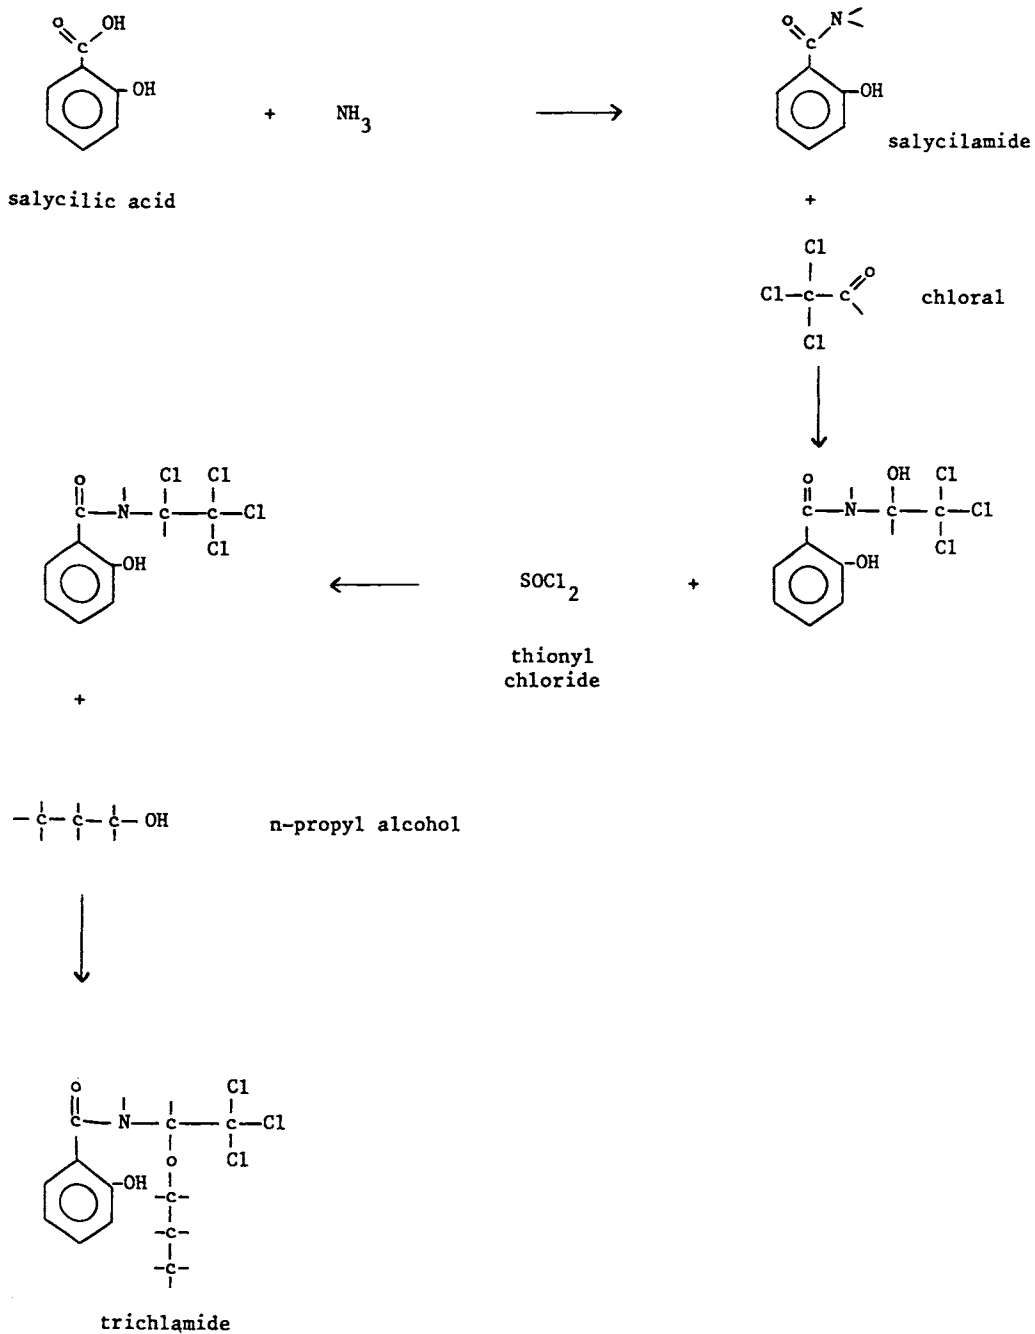 O OH
C
OH
+ NH3
salycilic acid
O N
C
OH
salycilamide
+
Cl
Cl C C O
Cl
chloral
O OH Cl
C N C C Cl
Cl
OH
+
SOCl2
thionyl
chloride
O Cl Cl
C N C C Cl
Cl
OH
+
C C C OH
n-propyl alcohol
O Cl
C N C C Cl
O Cl
OH
C
C
C
trichlamide